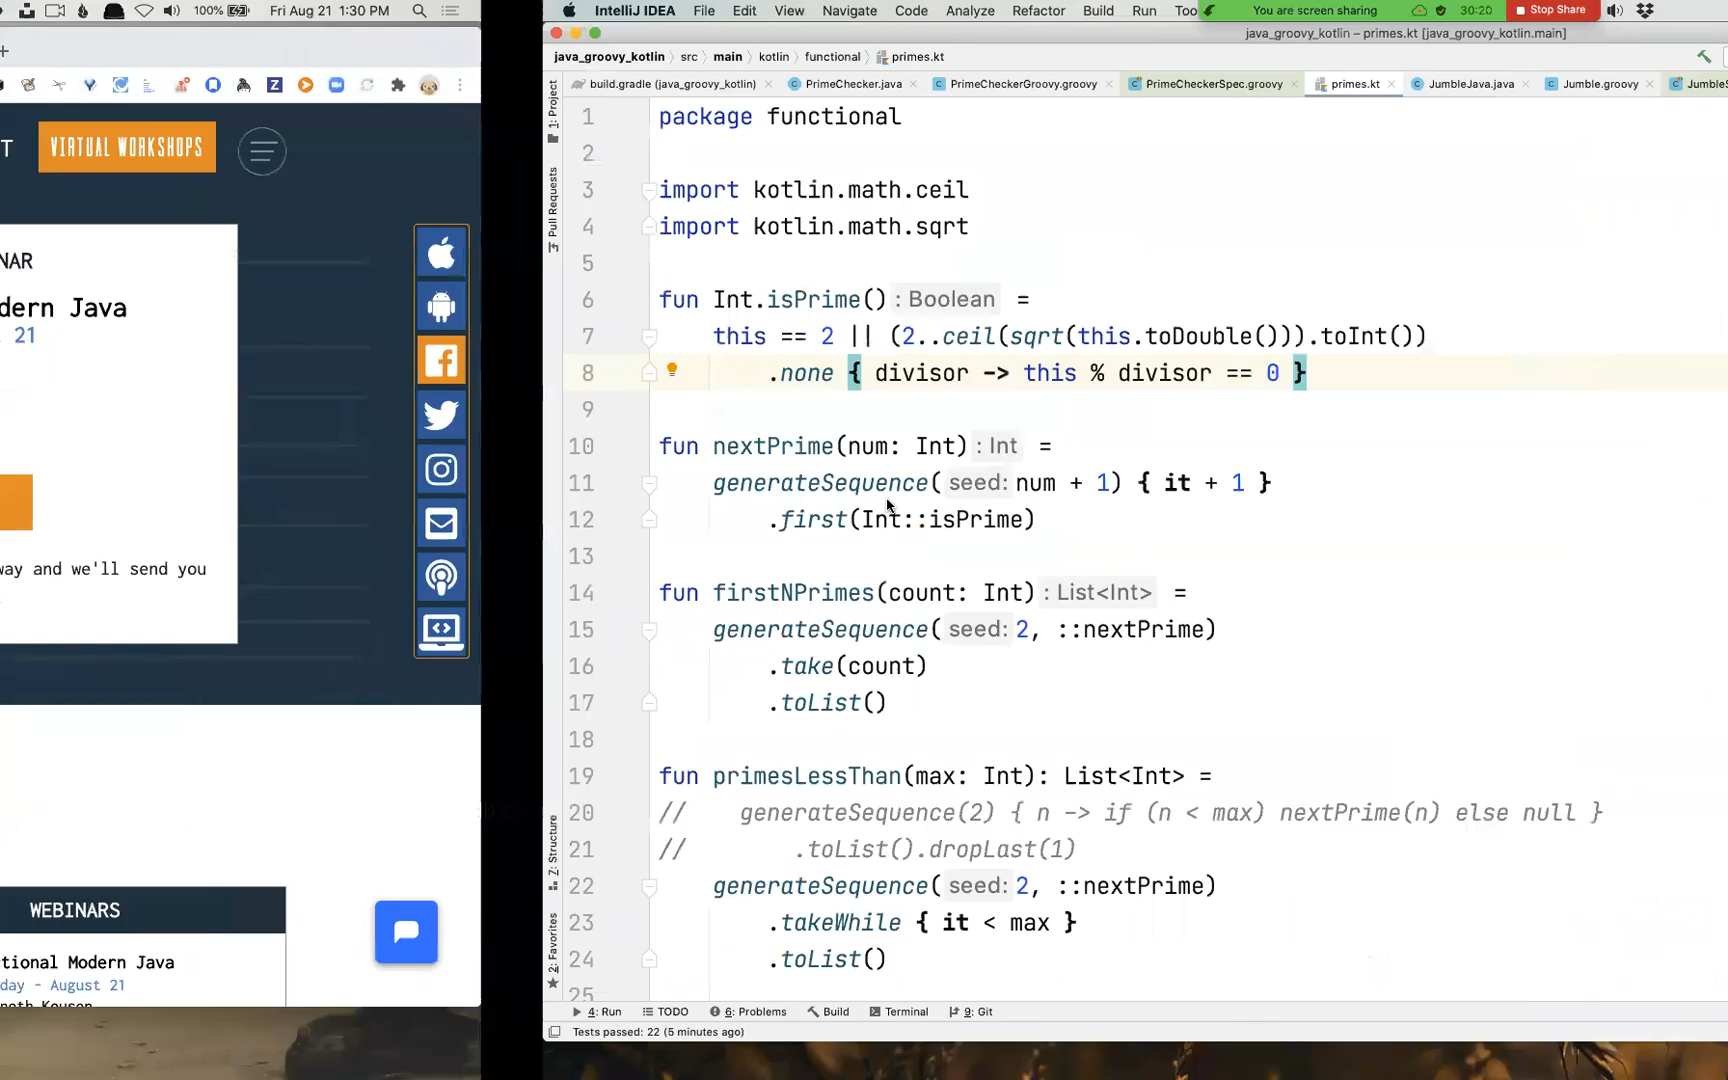 100% Fri Aug 21 1:30 PM
T VIRTUAL WORKSHOPS
NAR
dern Java
21
way and we'll send you
WEBINARS
ctional Modern Java
day - August 21
neth Kousen
IntelliJ IDEA File Edit View Navigate Code Analyze Refactor Build Run Too
You are screen sharing 30:20 Stop Share
java_groovy_kotlin – primes.kt [java_groovy_kotlin.main]
java_groovy_kotlin › src › main › kotlin › functional › primes.kt
build.gradle (java_groovy_kotlin) PrimeChecker.java PrimeCheckerGroovy.groovy PrimeCheckerSpec.groovy primes.kt JumbleJava.java Jumble.groovy JumbleS
1: Project
Pull Requests
Z: Structure
2: Favorites
1 package functional
2
3 import kotlin.math.ceil
4 import kotlin.math.sqrt
5
6 fun Int.isPrime() : Boolean =
7 this == 2 || (2..ceil(sqrt(this.toDouble())).toInt())
8 .none { divisor -> this % divisor == 0 }
9
10 fun nextPrime(num: Int) : Int =
11 generateSequence( seed: num + 1) { it + 1 }
12 .first(Int::isPrime)
13
14 fun firstNPrimes(count: Int) : List<Int> =
15 generateSequence( seed: 2, ::nextPrime)
16 .take(count)
17 .toList()
18
19 fun primesLessThan(max: Int): List<Int> =
20 // generateSequence(2) { n -> if (n < max) nextPrime(n) else null }
21 // .toList().dropLast(1)
22 generateSequence( seed: 2, ::nextPrime)
23 .takeWhile { it < max }
24 .toList()
25
4: Run TODO 6: Problems Build Terminal 9: Git
Tests passed: 22 (5 minutes ago)